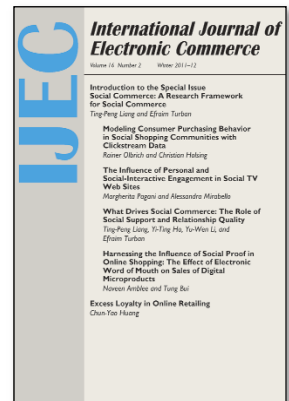 IJEC
International Journal of
Electronic Commerce
Volume 16 Number 2 Winter 2011–12
Introduction to the Special Issue
Social Commerce: A Research Framework
for Social Commerce
Ting-Peng Liang and Efraim Turban
Modeling Consumer Purchasing Behavior
in Social Shopping Communities with
Clickstream Data
Rainer Olbrich and Christian Holsing
The Influence of Personal and
Social-Interactive Engagement in Social TV
Web Sites
Margherita Pagani and Alessandra Mirabello
What Drives Social Commerce: The Role of
Social Support and Relationship Quality
Ting-Peng Liang, Yi-Ting Ho, Yu-Wen Li, and
Efraim Turban
Harnessing the Influence of Social Proof in
Online Shopping: The Effect of Electronic
Word of Mouth on Sales of Digital
Microproducts
Naveen Amblee and Tung Bui
Excess Loyalty in Online Retailing
Chun-Yao Huang